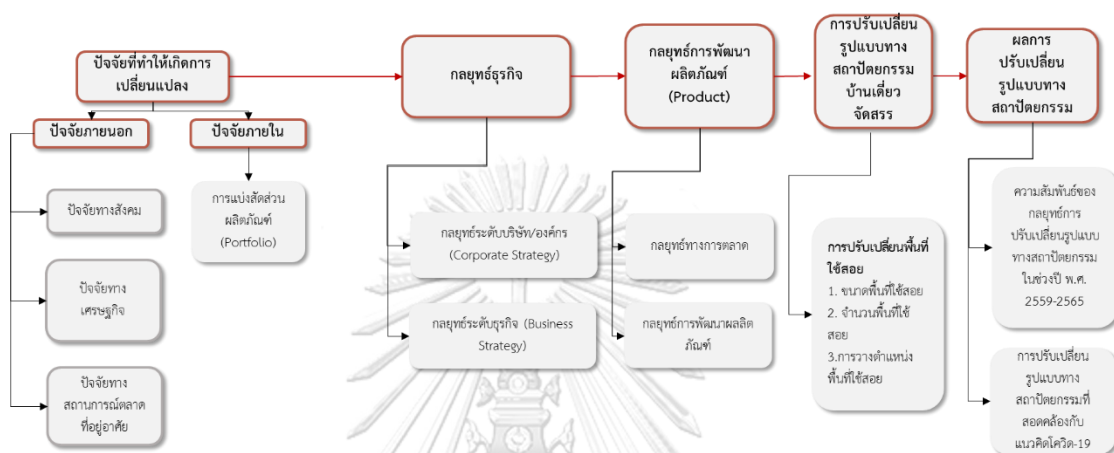 ปัจจัยที่ทำให้เกิดการ
เปลี่ยนแปลง
กลยุทธ์ธุรกิจ
กลยุทธ์การพัฒนา
ผลิตภัณฑ์
(Product)
การปรับเปลี่ยน
รูปแบบทาง
สถาปัตยกรรม
บ้านเดี่ยว
จัดสรร
ผลการ
ปรับเปลี่ยน
รูปแบบทาง
สถาปัตยกรรม
ปัจจัยภายนอก
ปัจจัยภายใน
ปัจจัยทางสังคม
ปัจจัยทาง
เศรษฐกิจ
ปัจจัยทาง
สถานการณ์ตลาด
ที่อยู่อาศัย
การแบ่งสัดส่วน
ผลิตภัณฑ์
(Portfolio)
กลยุทธ์ระดับบริษัท/องค์กร
(Corporate Strategy)
กลยุทธ์ระดับธุรกิจ (Business
Strategy)
กลยุทธ์ทางการตลาด
กลยุทธ์การพัฒนาผลลิต
ภัณฑ์
การปรับเปลี่ยนพื้นที่
ใช้สอย
1. ขนาดพื้นที่ใช้สอย
2. จำนวนพื้นที่ใช้
สอย
3.การวางตำแหน่ง
พื้นที่ใช้สอย
ความสัมพันธ์ของ
กลยุทธ์การ
ปรับเปลี่ยนรูปแบบ
ทางสถาปัตยกรรม
ในช่วงปี พ.ศ.
2559-2565
การปรับเปลี่ยน
รูปแบบทาง
สถาปัตยกรรมที่
สอดคล้องกับ
แนวคิดโควิด-19